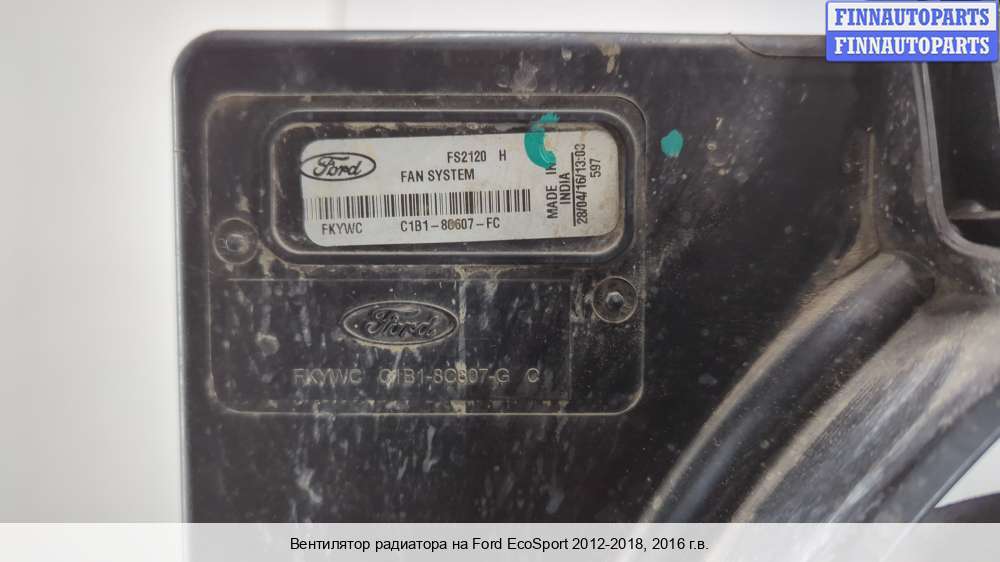 FINNAUTOPARTS
FINNAUTOPARTS
Ford
FS2120 H
FAN SYSTEM
FKYWC C1B1-8C607-FC
MADE IN
INDIA
28/04/16/13:03
597
Ford
FKYWC C1B1-8C607-G C
Вентилятор радиатора на Ford EcoSport 2012-2018, 2016 г.в.